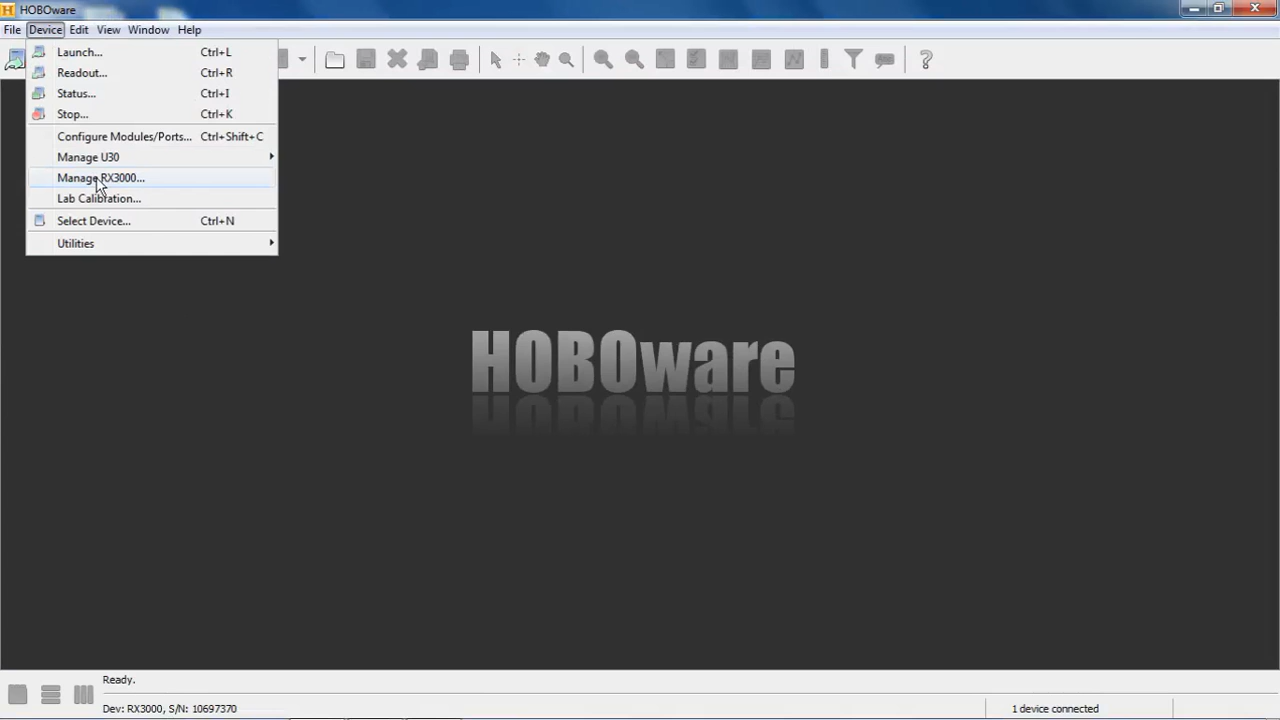 HOBOware
File Device Edit View Window Help
Launch... Ctrl+L
Readout... Ctrl+R
Status... Ctrl+I
Stop... Ctrl+K
Configure Modules/Ports... Ctrl+Shift+C
Manage U30
Manage RX3000...
Lab Calibration...
Select Device... Ctrl+N
Utilities
HOBOware
Ready.
Dev: RX3000, S/N: 10697370
1 device connected